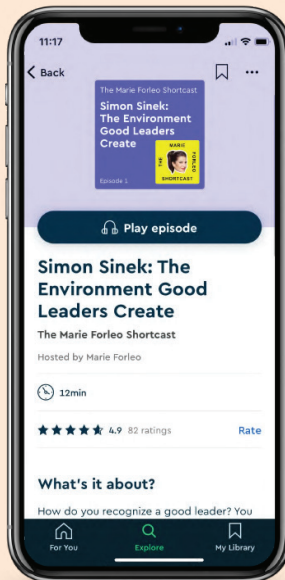 11:17
Back
The Marie Forleo Shortcast
Simon Sinek:
The Environment
Good Leaders
Create
Episode 1
MARIE
THE
FORLEO
SHORTCAST
Play episode
Simon Sinek: The
Environment Good
Leaders Create
The Marie Forleo Shortcast
Hosted by Marie Forleo
12min
4.9 82 ratings
Rate
What's it about?
How do you recognize a good leader? You
For You
Explore
My Library